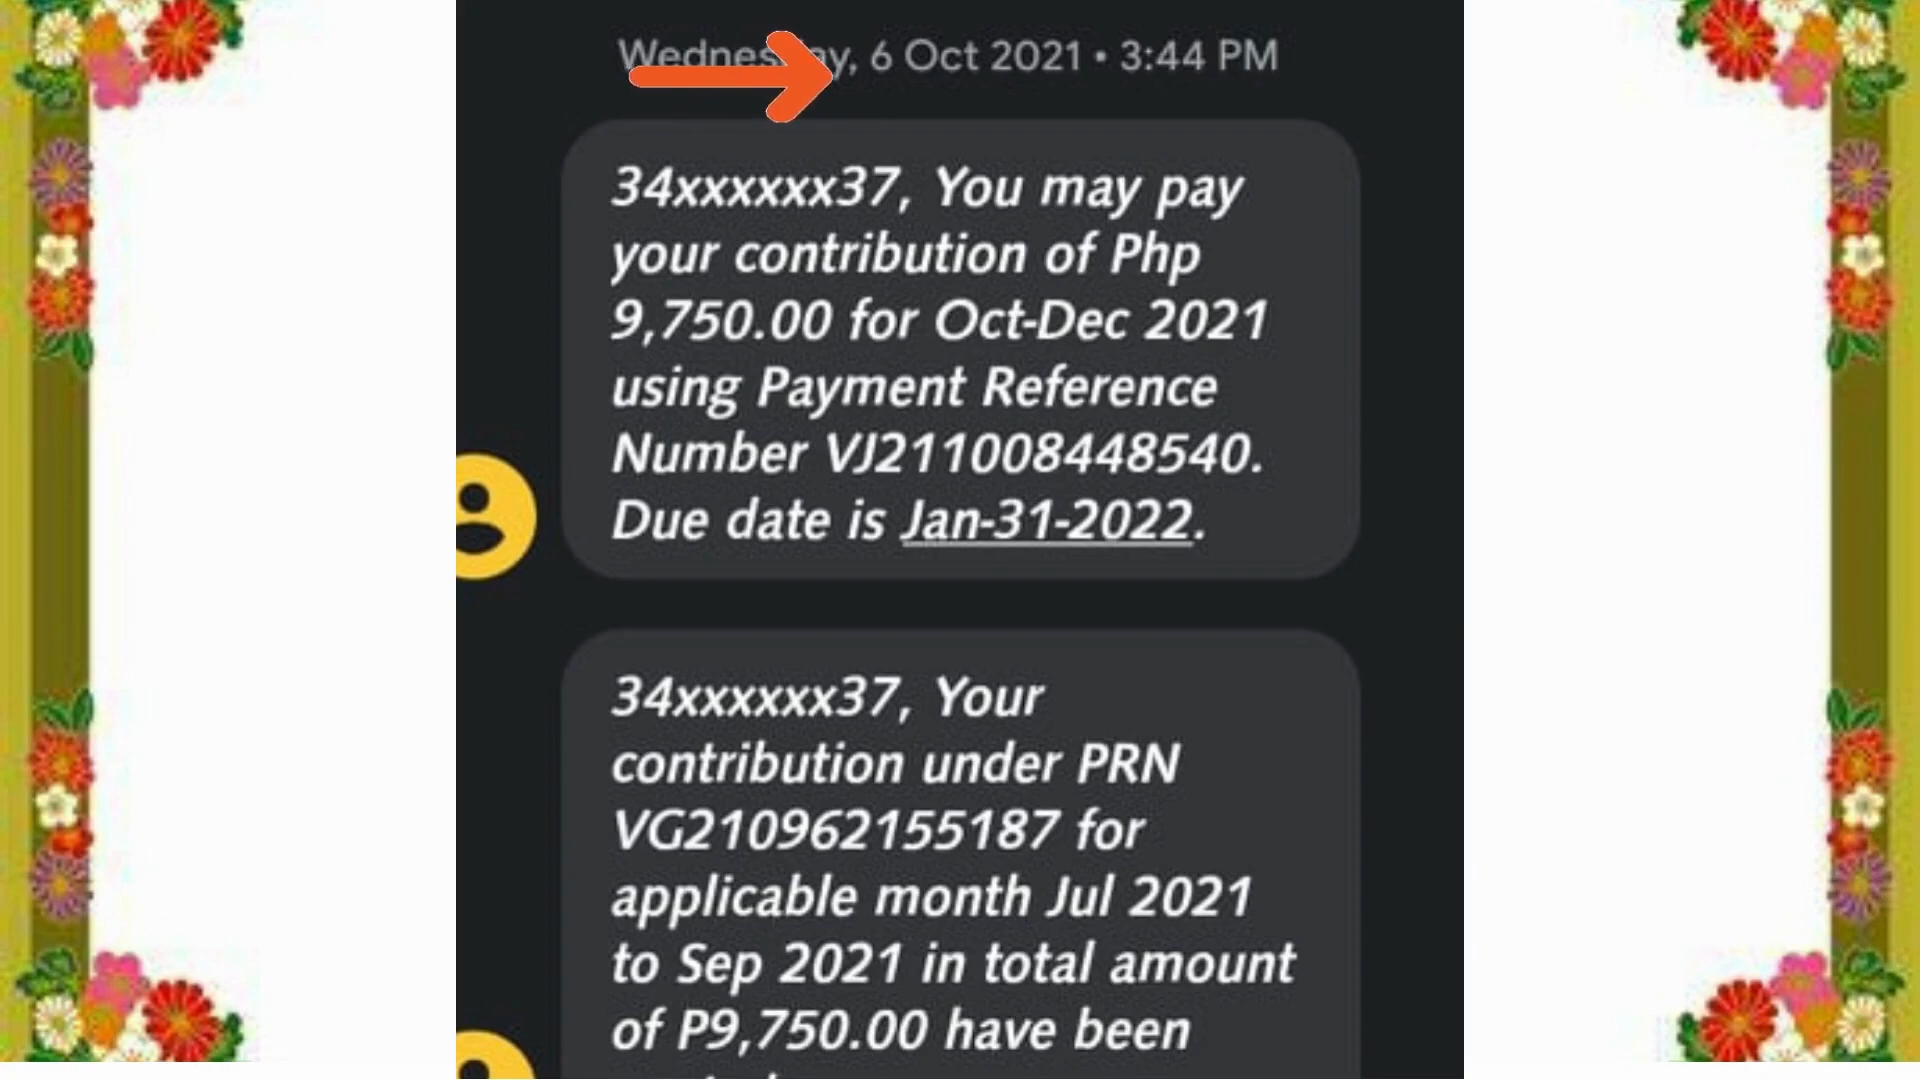 Wednesday, 6 Oct 2021 • 3:44 PM
34xxxxxx37, You may pay
your contribution of Php
9,750.00 for Oct-Dec 2021
using Payment Reference
Number VJ211008448540.
Due date is Jan-31-2022.
34xxxxxx37, Your
contribution under PRN
VG210962155187 for
applicable month Jul 2021
to Sep 2021 in total amount
of P9,750.00 have been